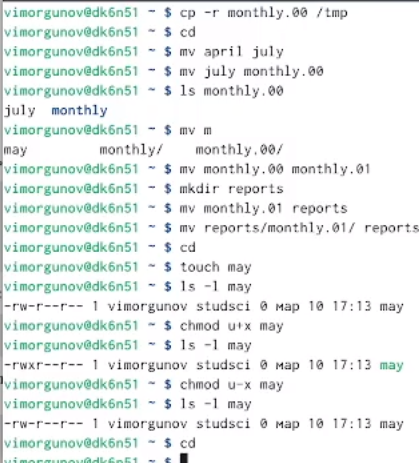 vimorgunov@dk6n51 ~ $ cp -r monthly.00 /tmp
vimorgunov@dk6n51 ~ $ cd
vimorgunov@dk6n51 ~ $ mv april july
vimorgunov@dk6n51 ~ $ mv july monthly.00
vimorgunov@dk6n51 ~ $ ls monthly.00
july  monthly
vimorgunov@dk6n51 ~ $ mv m
may         monthly/    monthly.00/
vimorgunov@dk6n51 ~ $ mv monthly.00 monthly.01
vimorgunov@dk6n51 ~ $ mkdir reports
vimorgunov@dk6n51 ~ $ mv monthly.01 reports
vimorgunov@dk6n51 ~ $ mv reports/monthly.01/ reports
vimorgunov@dk6n51 ~ $ cd
vimorgunov@dk6n51 ~ $ touch may
vimorgunov@dk6n51 ~ $ ls -l may
-rw-r--r-- 1 vimorgunov studsci 0 мар 10 17:13 may
vimorgunov@dk6n51 ~ $ chmod u+x may
vimorgunov@dk6n51 ~ $ ls -l may
-rwxr--r-- 1 vimorgunov studsci 0 мар 10 17:13 may
vimorgunov@dk6n51 ~ $ chmod u-x may
vimorgunov@dk6n51 ~ $ ls -l may
-rw-r--r-- 1 vimorgunov studsci 0 мар 10 17:13 may
vimorgunov@dk6n51 ~ $ cd
vimorgunov@dk6n51 ~ $